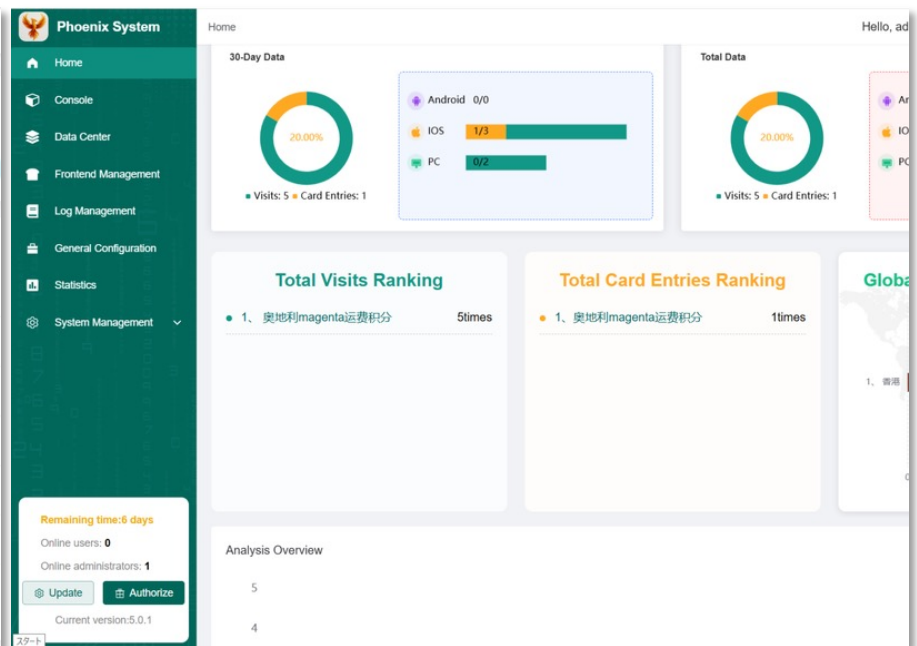 Phoenix System
Home
Hello, ad
Home
Console
Data Center
Frontend Management
Log Management
General Configuration
Statistics
System Management
Remaining time:6 days
Online users: 0
Online administrators: 1
Update
Authorize
Current version:5.0.1
スタート
30-Day Data
20.00%
Visits: 5 Card Entries: 1
Android 0/0
IOS 1/3
PC 0/2
Total Data
20.00%
Visits: 5 Card Entries: 1
Ar
IO
PC
Total Visits Ranking
1、 奥地利magenta运费积分 5times
Total Card Entries Ranking
1、奥地利magenta运费积分 1times
Globa
1、 香港
0
Analysis Overview
5
4